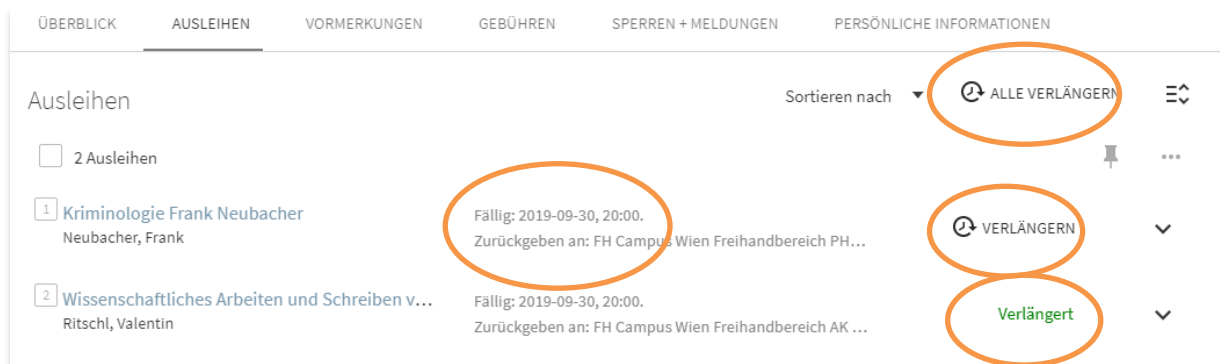 ÜBERBLICK AUSLEIHEN VORMERKUNGEN GEBÜHREN SPERREN + MELDUNGEN PERSÖNLICHE INFORMATIONEN
Ausleihen Sortieren nach ALLE VERLÄNGERN
2 Ausleihen
1 Kriminologie Frank Neubacher Fällig: 2019-09-30, 20:00.
Neubacher, Frank Zurückgeben an: FH Campus Wien Freihandbereich PH... VERLÄNGERN
2 Wissenschaftliches Arbeiten und Schreiben v... Fällig: 2019-09-30, 20:00.
Ritschl, Valentin Zurückgeben an: FH Campus Wien Freihandbereich AK ... Verlängert